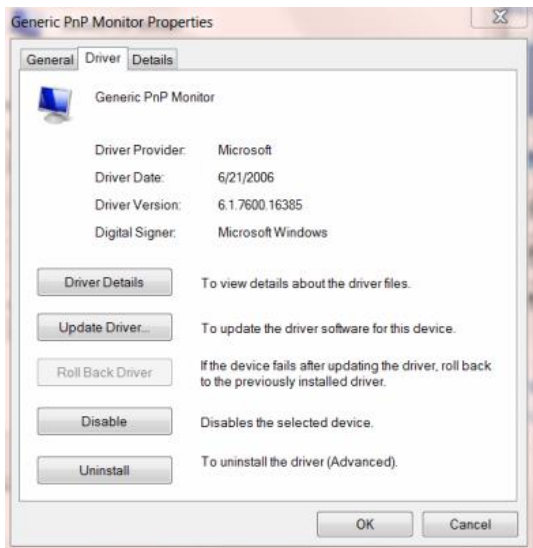 Generic PnP Monitor Properties
General Driver Details
Generic PnP Monitor
Driver Provider: Microsoft
Driver Date: 6/21/2006
Driver Version: 6.1.7600.16385
Digital Signer: Microsoft Windows
Driver Details To view details about the driver files.
Update Driver... To update the driver software for this device.
Roll Back Driver If the device fails after updating the driver, roll back
to the previously installed driver.
Disable Disables the selected device.
Uninstall To uninstall the driver (Advanced).
OK Cancel